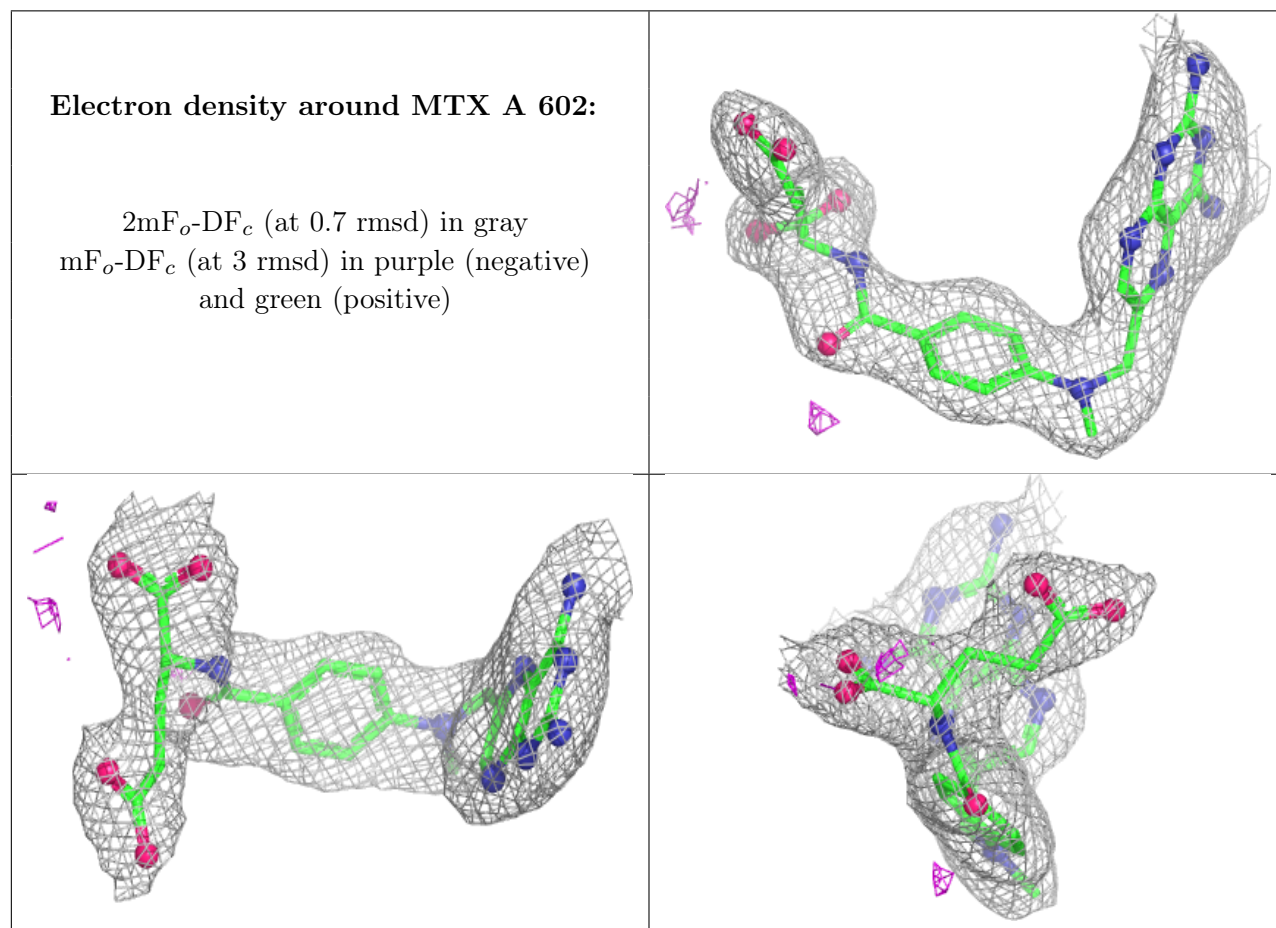 Electron density around MTX A 602:
2mFₒ-DF𝒸 (at 0.7 rmsd) in gray
mFₒ-DF𝒸 (at 3 rmsd) in purple (negative)
and green (positive)